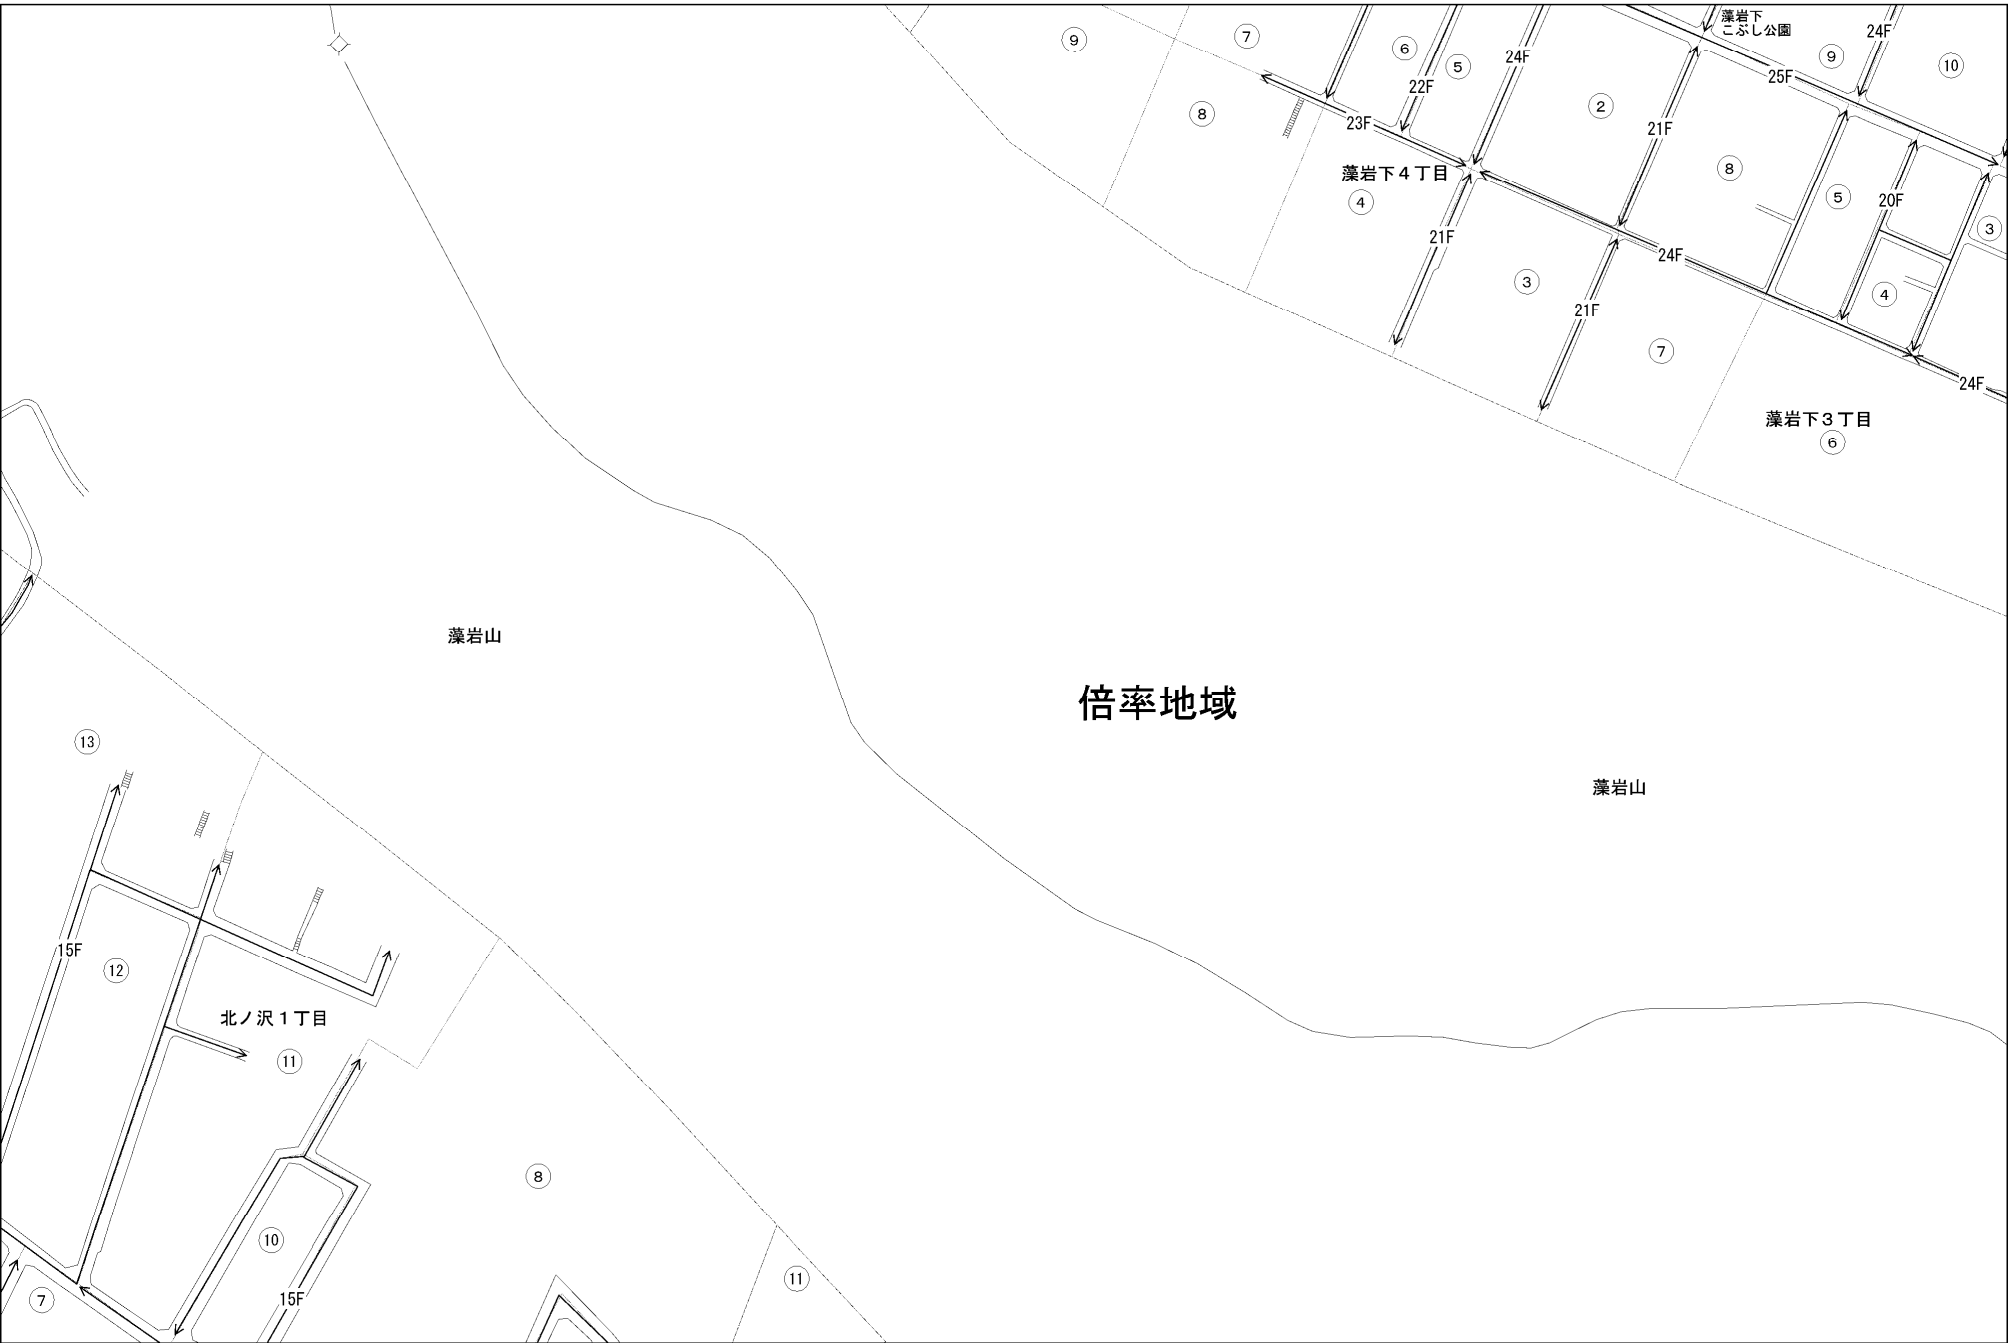 藻岩下
こぶし公園
24F
⑨
⑦
⑥
⑤
24F
⑨
⑩
25F
22F
②
⑧
23F
21F
藻岩下４丁目
④
⑧
⑤
20F
③
21F
24F
③
④
21F
⑦
24F
藻岩下３丁目
⑥
藻岩山
倍率地域
⑬
藻岩山
15F
⑫
北ノ沢１丁目
⑪
⑧
⑩
⑪
⑦
15F